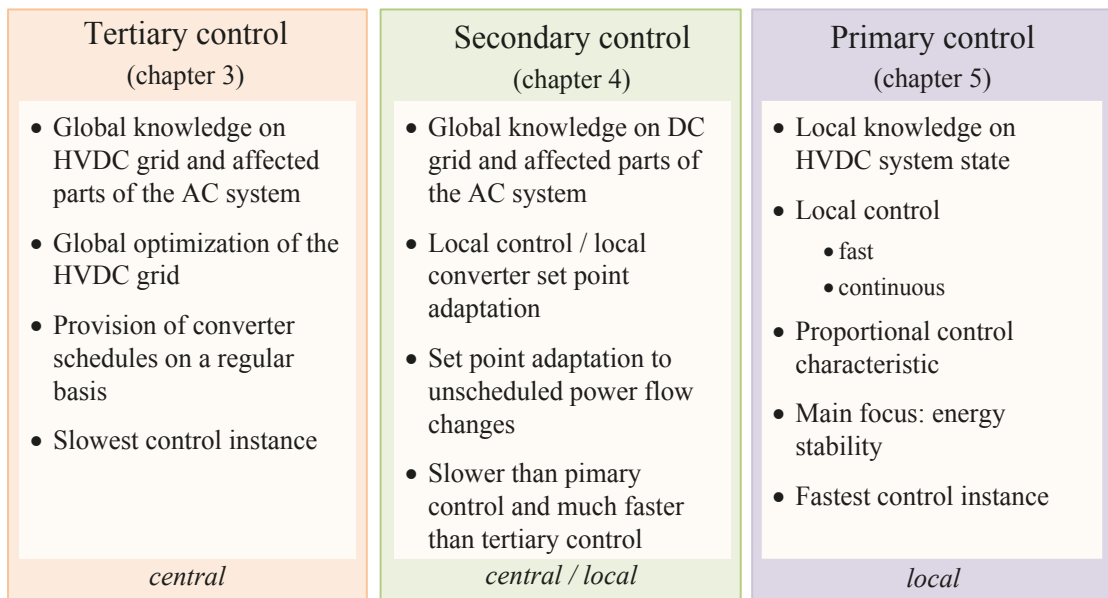 Tertiary control
(chapter 3)
• Global knowledge on
HVDC grid and affected
parts of the AC system
• Global optimization of the
HVDC grid
• Provision of converter
schedules on a regular
basis
• Slowest control instance
central
Secondary control
(chapter 4)
• Global knowledge on DC
grid and affected parts of
the AC system
• Local control / local
converter set point
adaptation
• Set point adaptation to
unscheduled power flow
changes
• Slower than pimary
control and much faster
than tertiary control
central / local
Primary control
(chapter 5)
• Local knowledge on
HVDC system state
• Local control
• fast
• continuous
• Proportional control
characteristic
• Main focus: energy
stability
• Fastest control instance
local